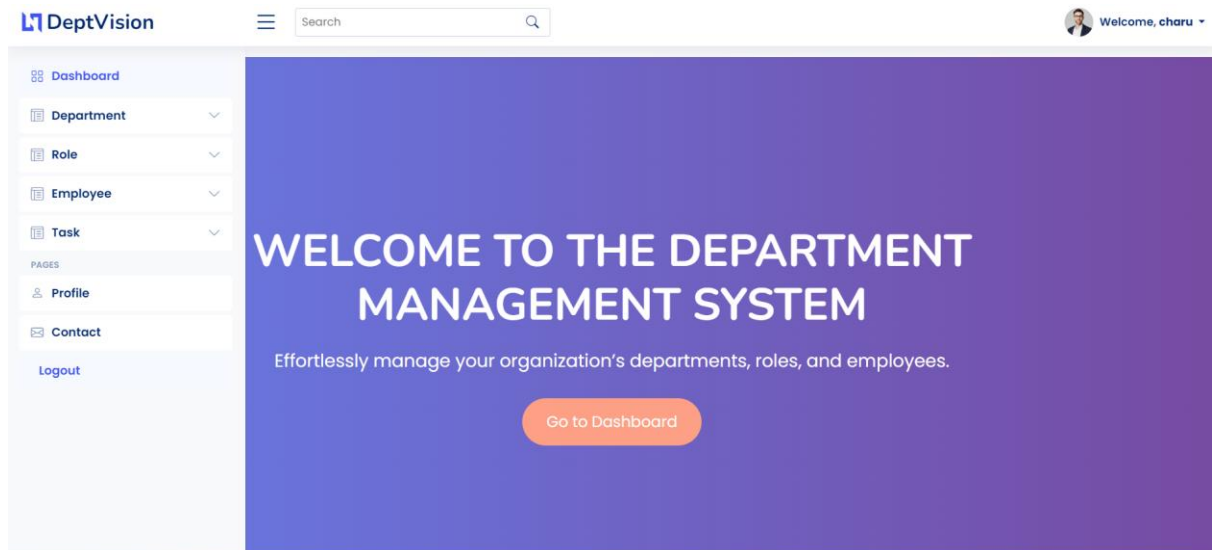 DeptVision
Search
Welcome, charu
Dashboard
Department
Role
Employee
Task
PAGES
Profile
Contact
Logout
WELCOME TO THE DEPARTMENT
MANAGEMENT SYSTEM
Effortlessly manage your organization’s departments, roles, and employees.
Go to Dashboard